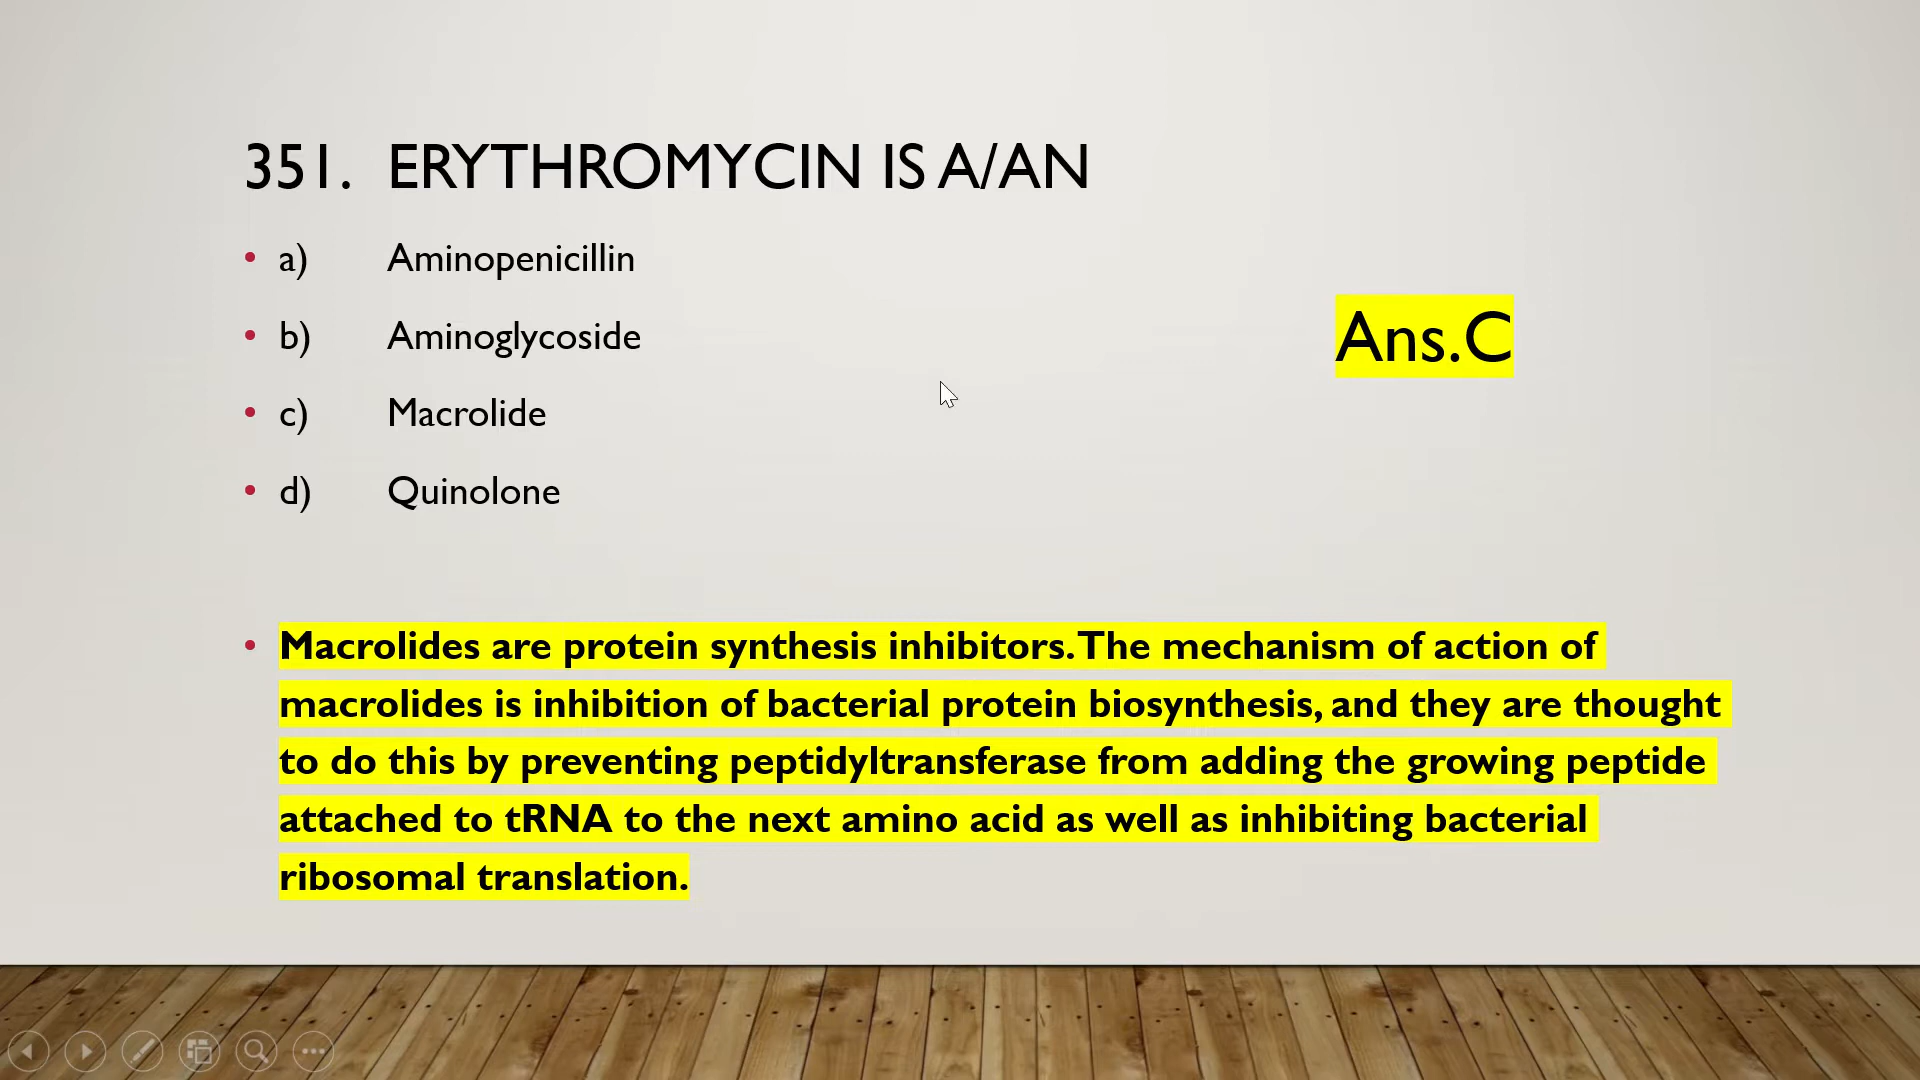 351. ERYTHROMYCIN IS A/AN
• a) Aminopenicillin
• b) Aminoglycoside
• c) Macrolide
• d) Quinolone
Ans.C
• Macrolides are protein synthesis inhibitors. The mechanism of action of
macrolides is inhibition of bacterial protein biosynthesis, and they are thought
to do this by preventing peptidyltransferase from adding the growing peptide
attached to tRNA to the next amino acid as well as inhibiting bacterial
ribosomal translation.